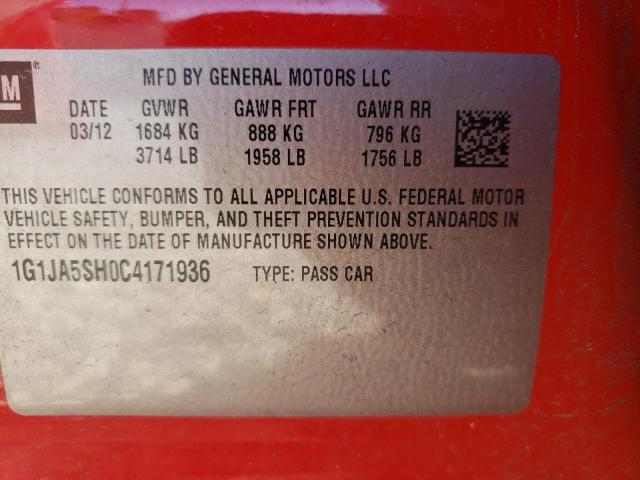 M®
MFD BY GENERAL MOTORS LLC
DATE GVWR GAWR FRT GAWR RR
03/12 1684 KG 888 KG 796 KG
3714 LB 1958 LB 1756 LB
THIS VEHICLE CONFORMS TO ALL APPLICABLE U.S. FEDERAL MOTOR
VEHICLE SAFETY, BUMPER, AND THEFT PREVENTION STANDARDS IN
EFFECT ON THE DATE OF MANUFACTURE SHOWN ABOVE.
1G1JA5SH0C4171936 TYPE: PASS CAR